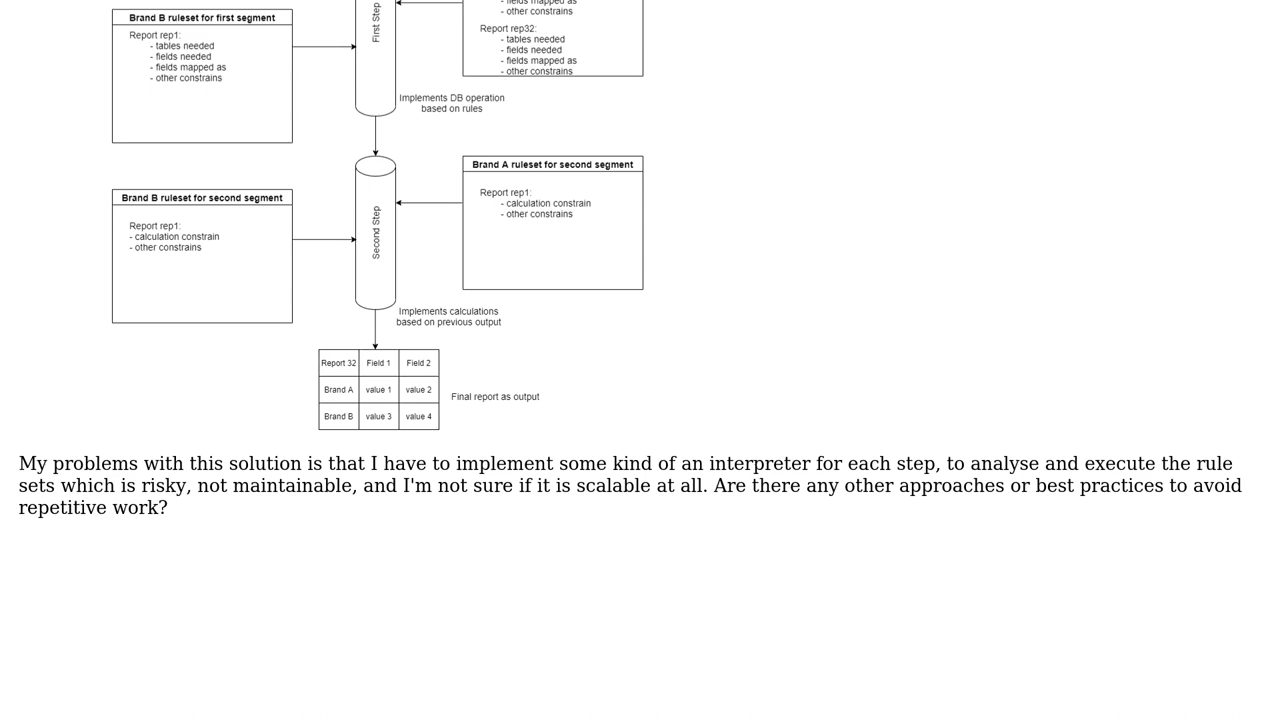 - fields mapped as
- other constrains
Brand B ruleset for first segment
Report rep1:
- tables needed
- fields needed
- fields mapped as
- other constrains
First Step
Report rep32:
- tables needed
- fields needed
- fields mapped as
- other constrains
Implements DB operation
based on rules
Brand A ruleset for second segment
Report rep1:
- calculation constrain
- other constrains
Brand B ruleset for second segment
Report rep1:
- calculation constrain
- other constrains
Second Step
Implements calculations
based on previous output
Report 32 Field 1 Field 2
Brand A value 1 value 2
Brand B value 3 value 4
Final report as output
My problems with this solution is that I have to implement some kind of an interpreter for each step, to analyse and execute the rule
sets which is risky, not maintainable, and I'm not sure if it is scalable at all. Are there any other approaches or best practices to avoid
repetitive work?